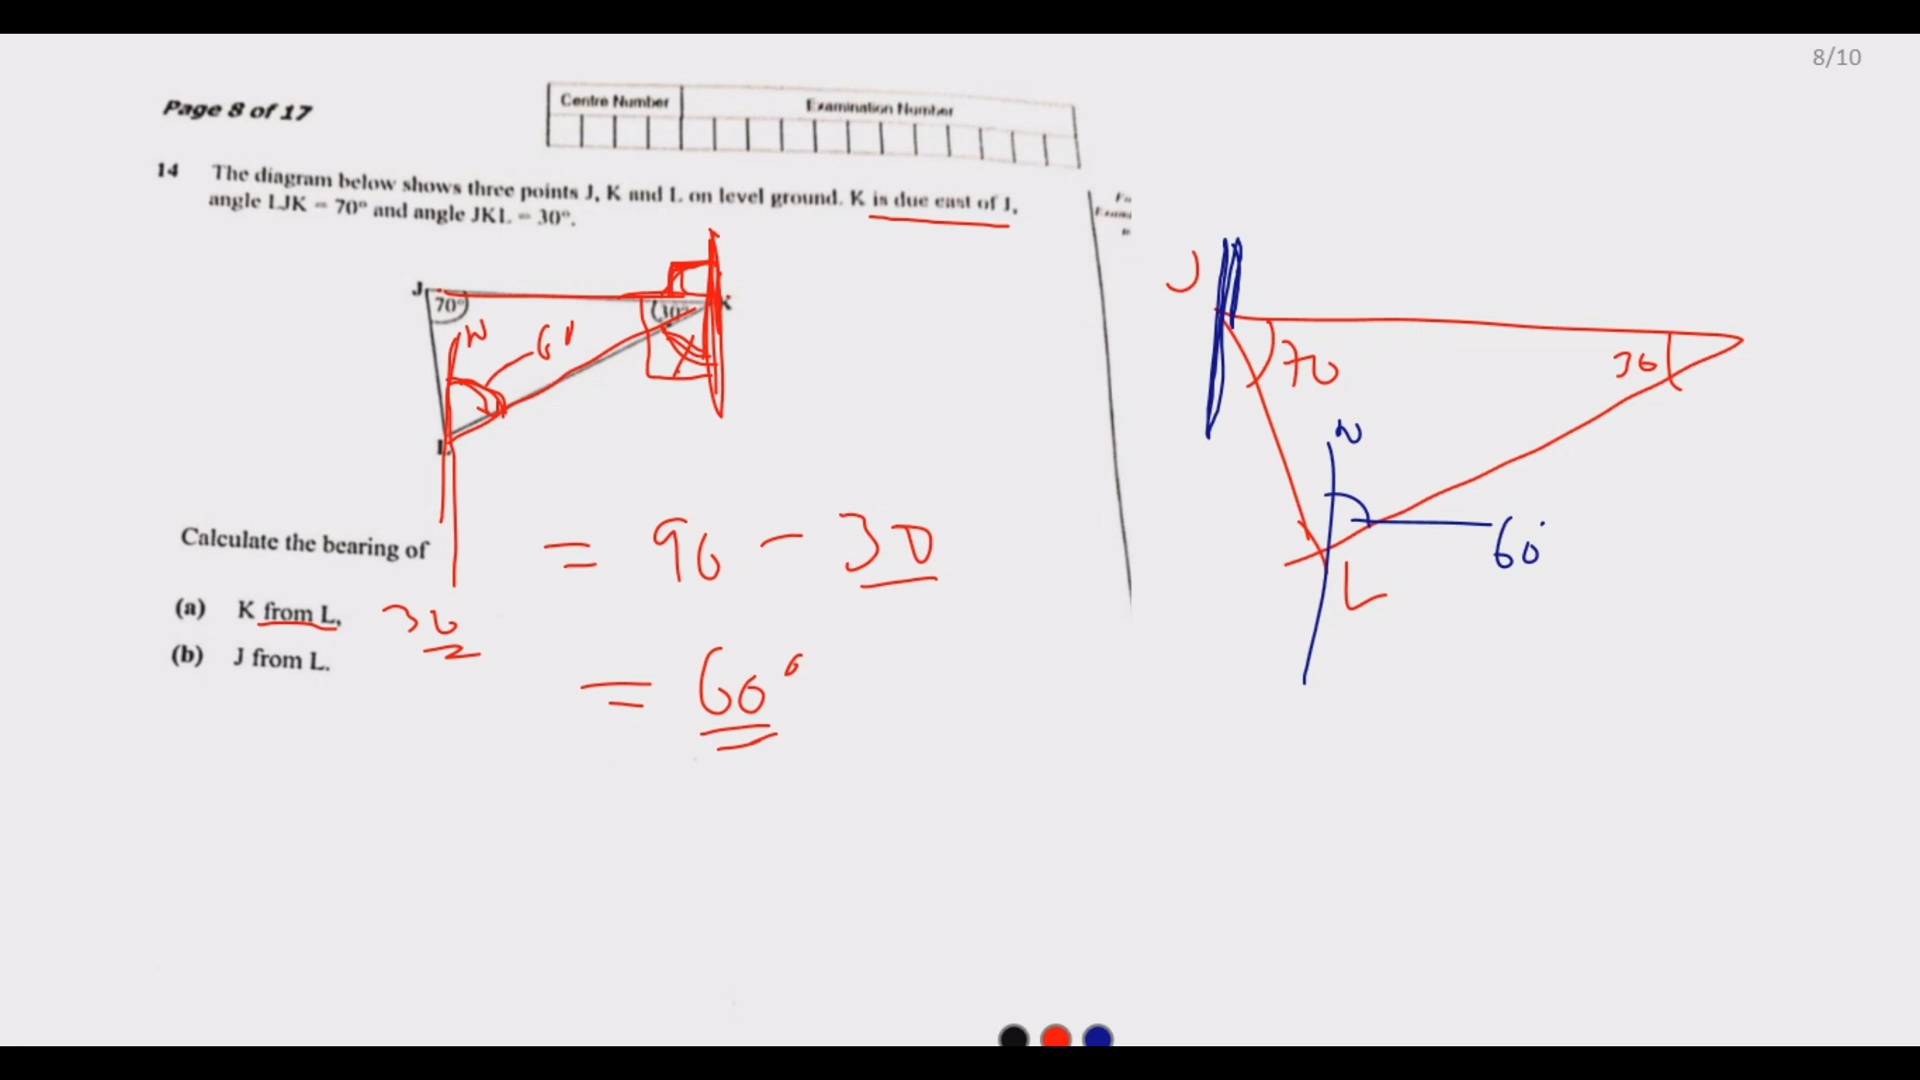 8/10
Page 8 of 17
Centre Number
Examination Number
14 The diagram below shows three points J, K and L on level ground. K is due east of J,
angle LJK = 70° and angle JKL = 30°.
J
70°
30°
K
N
L
J
70
30
N
60°
L
Calculate the bearing of
= 90 - 30
(a) K from L,
30
(b) J from L.
= 60°